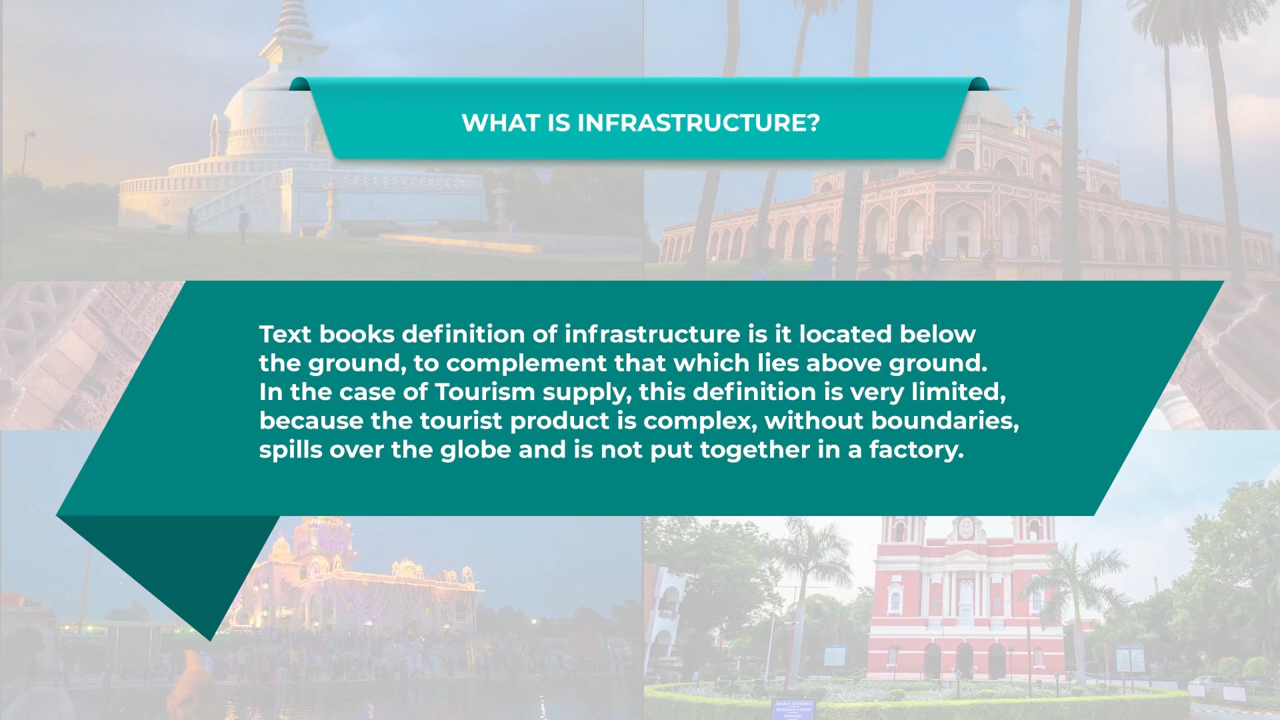 WHAT IS INFRASTRUCTURE?
Text books definition of infrastructure is it located below
the ground, to complement that which lies above ground.
In the case of Tourism supply, this definition is very limited,
because the tourist product is complex, without boundaries,
spills over the globe and is not put together in a factory.